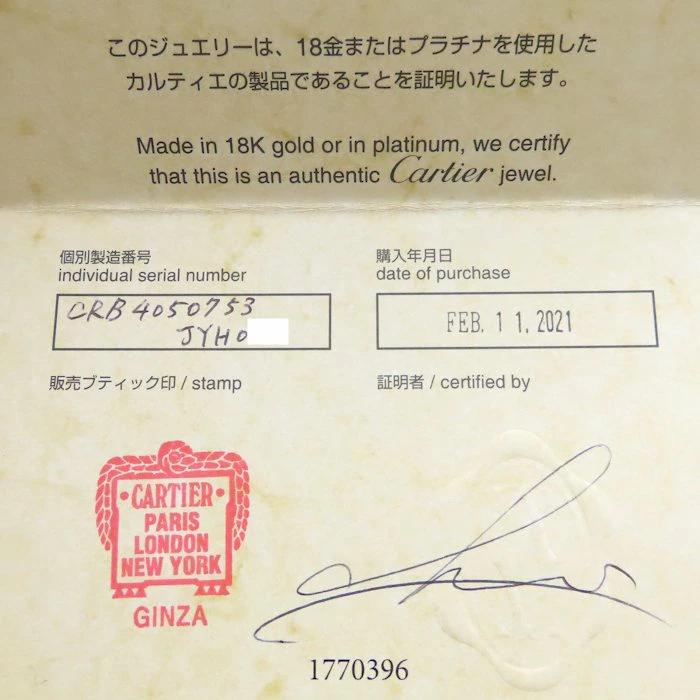 このジュエリーは、18金またはプラチナを使用した
カルティエの製品であることを証明いたします。
Made in 18K gold or in platinum, we certify
that this is an authentic Cartier jewel.
個別製造番号
individual serial number
CRB4050753
JYH0
購入年月日
date of purchase
FEB. 11, 2021
販売ブティック印 / stamp
証明者 / certified by
CARTIER
PARIS
LONDON
NEW YORK
GINZA
1770396